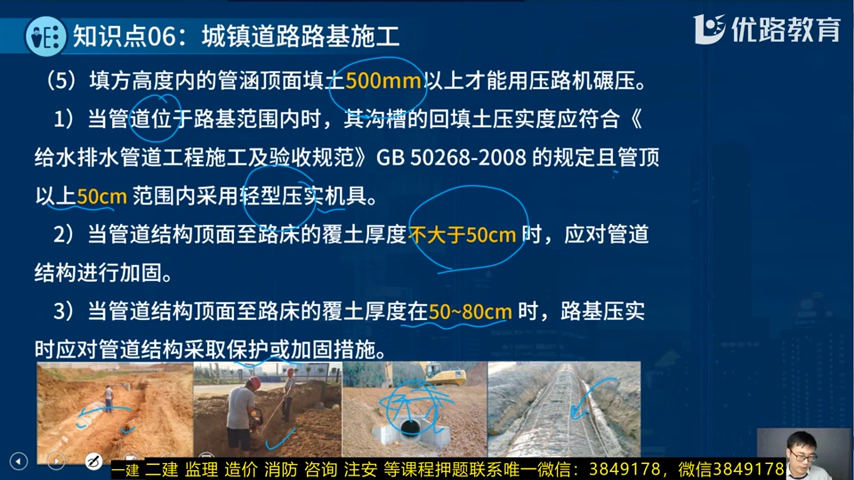 知识点06：城镇道路路基施工
优路教育
（5）填方高度内的管涵顶面填土500mm以上才能用压路机碾压。
1）当管道位于路基范围内时，其沟槽的回填土压实度应符合《
给水排水管道工程施工及验收规范》GB 50268-2008 的规定且管顶
以上50cm 范围内采用轻型压实机具。
2）当管道结构顶面至路床的覆土厚度不大于50cm 时，应对管道
结构进行加固。
3）当管道结构顶面至路床的覆土厚度在50~80cm 时，路基压实
时应对管道结构采取保护或加固措施。
一建 二建 监理 造价 消防 咨询 注安 等课程押题联系唯一微信：3849178，微信3849178